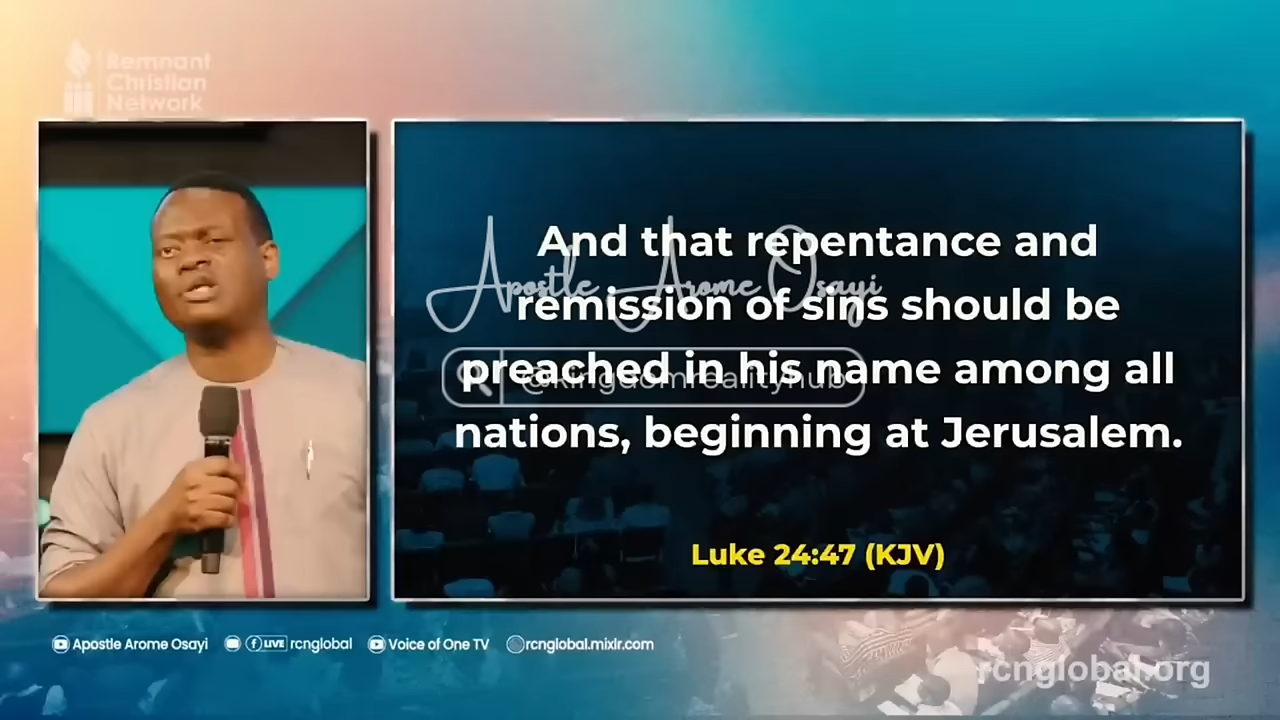 Remnant
Christian
Network
And that repentance and
remission of sins should be
preached in his name among all
nations, beginning at Jerusalem.
Apostle Arome Osayi
@kingdomrealityhub
Luke 24:47 (KJV)
Apostle Arome Osayi
LIVE rcnglobal
Voice of One TV
rcnglobal.mixlr.com
rcnglobal.org